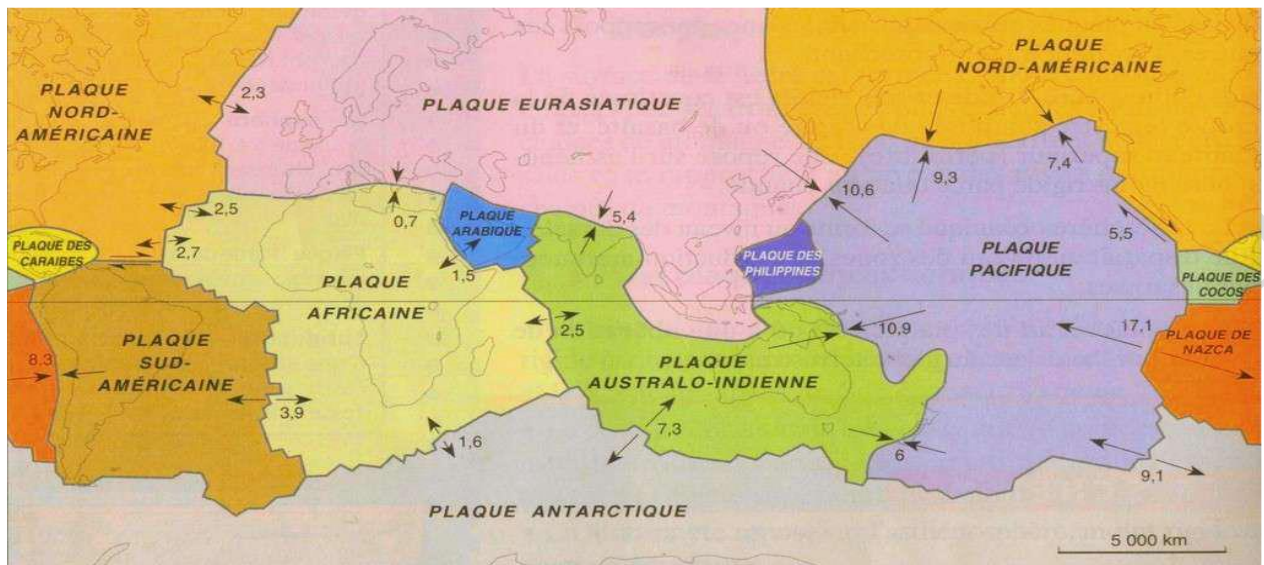 PLAQUE
NORD-
AMÉRICAINE
2,3
PLAQUE EURASIATIQUE
PLAQUE
NORD-AMÉRICAINE
7,4
9,3
10,6
2,5
0,7
PLAQUE
ARABIQUE
5,4
5,5
PLAQUE DES
CARAIBES
2,7
1,5
PLAQUE
AFRICAINE
PLAQUE DES
PHILIPPINES
PLAQUE
PACIFIQUE
PLAQUE DES
COCOS
PLAQUE
SUD-
AMÉRICAINE
8.3
3,9
2,5
10,9
17,1
PLAQUE DE
NAZCA
PLAQUE
AUSTRALO-INDIENNE
1,6
7,3
6
9,1
PLAQUE ANTARCTIQUE
5 000 km